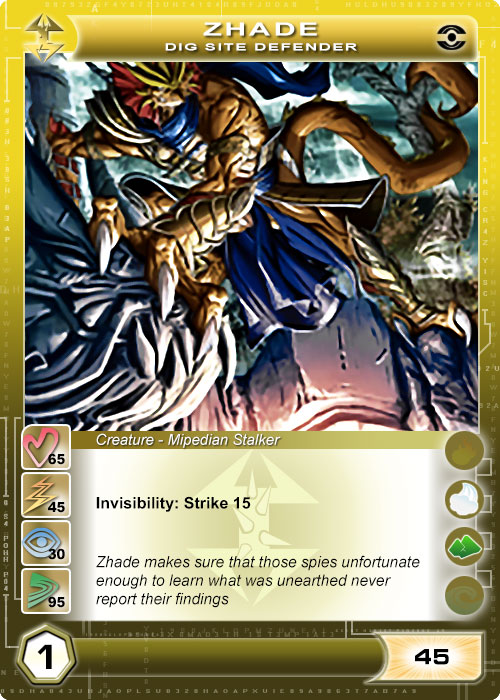 ZHADE
DIG SITE DEFENDER
Creature - Mipedian Stalker
65
45
30
95
Invisibility: Strike 15
Zhade makes sure that those spies unfortunate
enough to learn what was unearthed never
report their findings
1
45